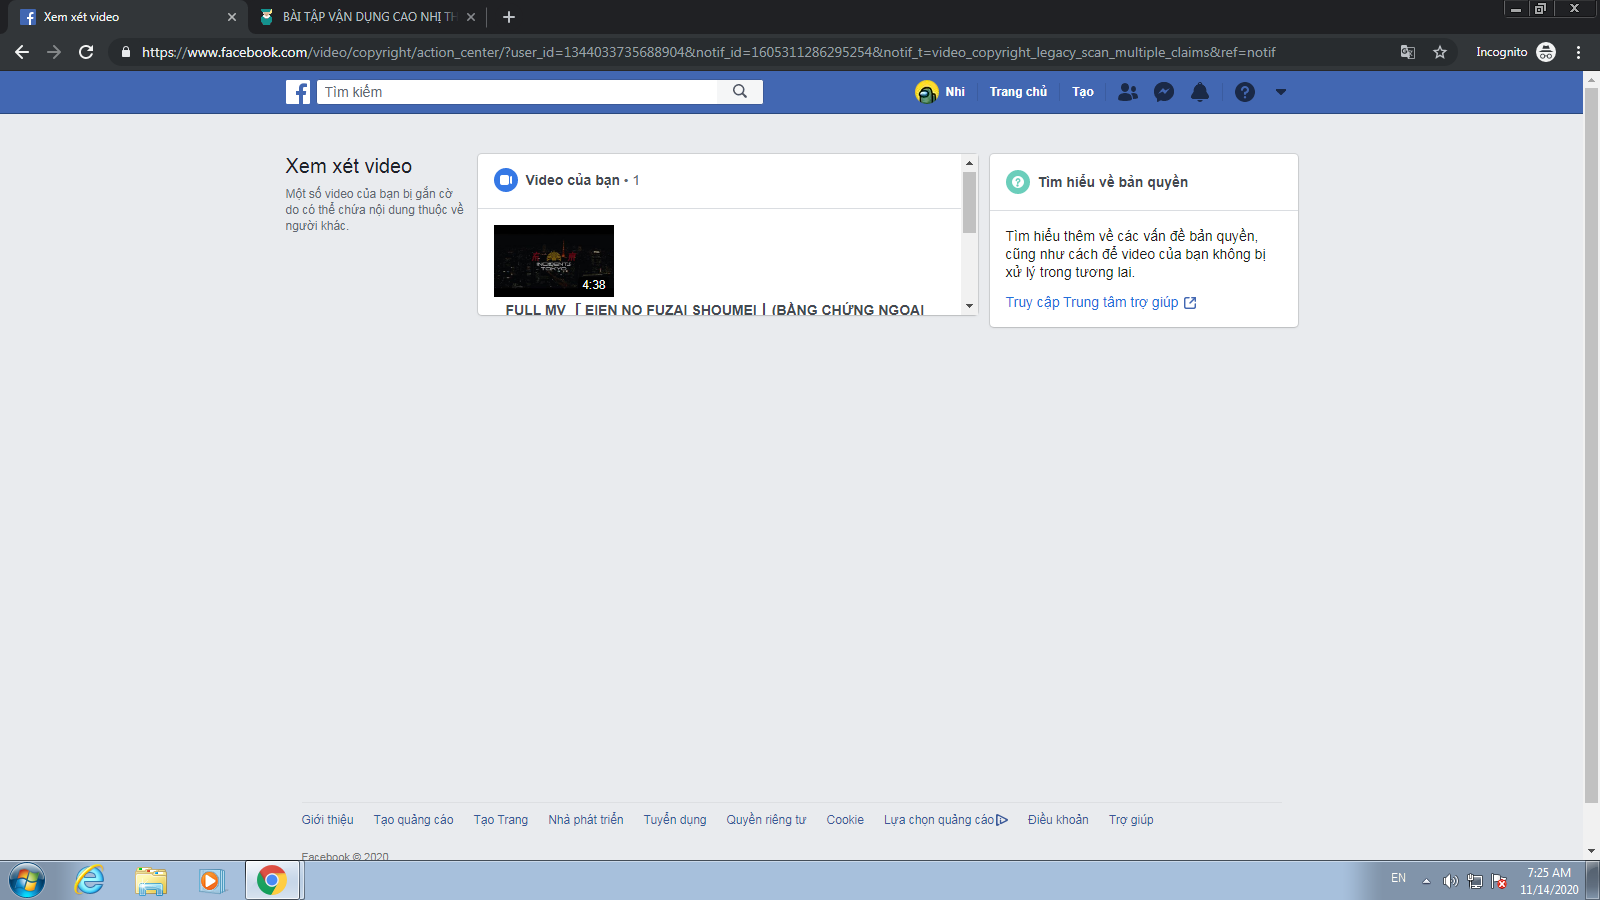 Xem xét video
BÀI TẬP VẬN DỤNG CAO NHỊ TH
https://www.facebook.com/video/copyright/action_center/?user_id=1344033735688904&notif_id=1605311286295254&notif_t=video_copyright_legacy_scan_multiple_claims&ref=notif
Incognito
Tìm kiếm
Nhi
Trang chủ
Tạo
Xem xét video
Một số video của bạn bị gắn cờ
do có thể chứa nội dung thuộc về
người khác.
Video của bạn • 1
INCIDENTS
TOKYO
4:38
FULL MV 「 EIEN NO FUZAI SHOUMEI 」(BẰNG CHỨNG NGOẠI
Tìm hiểu về bản quyền
Tìm hiểu thêm về các vấn đề bản quyền,
cũng như cách để video của bạn không bị
xử lý trong tương lai.
Truy cập Trung tâm trợ giúp
Giới thiệu
Tạo quảng cáo
Tạo Trang
Nhà phát triển
Tuyển dụng
Quyền riêng tư
Cookie
Lựa chọn quảng cáo
Điều khoản
Trợ giúp
Facebook © 2020
EN
7:25 AM
11/14/2020